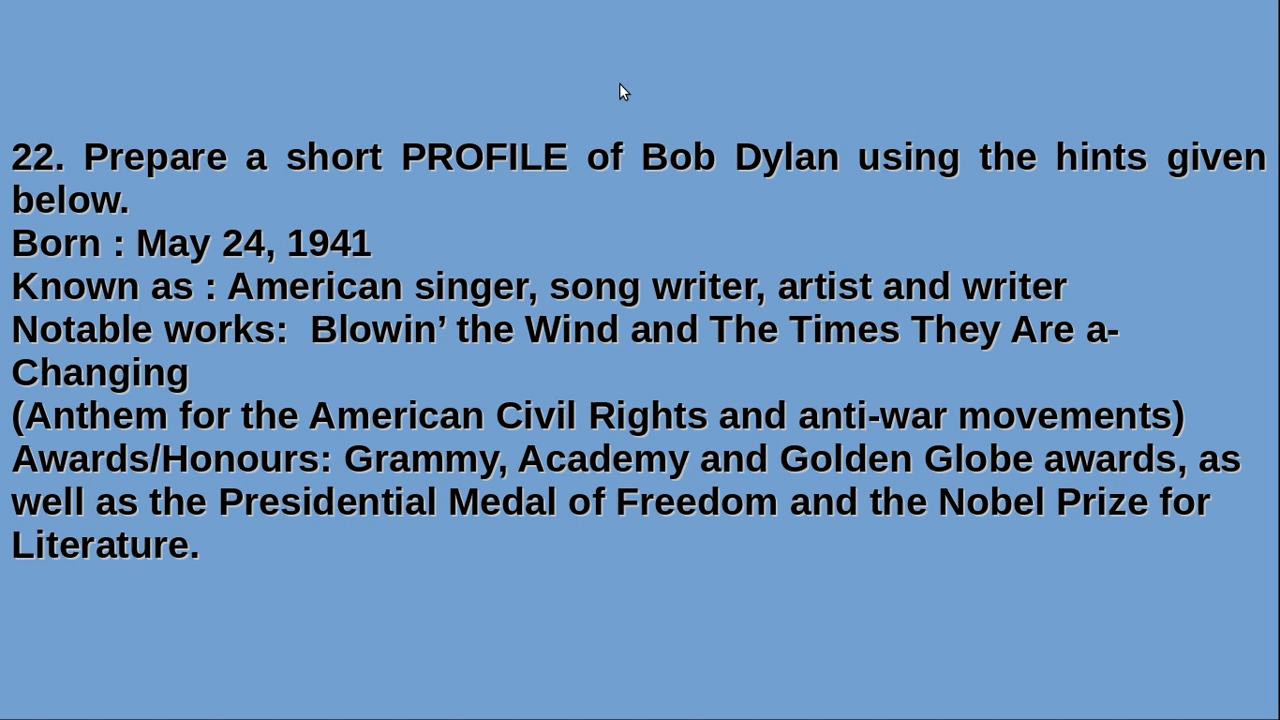 22. Prepare a short PROFILE of Bob Dylan using the hints given
below.
Born : May 24, 1941
Known as : American singer, song writer, artist and writer
Notable works:  Blowin’ the Wind and The Times They Are a-
Changing
(Anthem for the American Civil Rights and anti-war movements)
Awards/Honours: Grammy, Academy and Golden Globe awards, as
well as the Presidential Medal of Freedom and the Nobel Prize for
Literature.